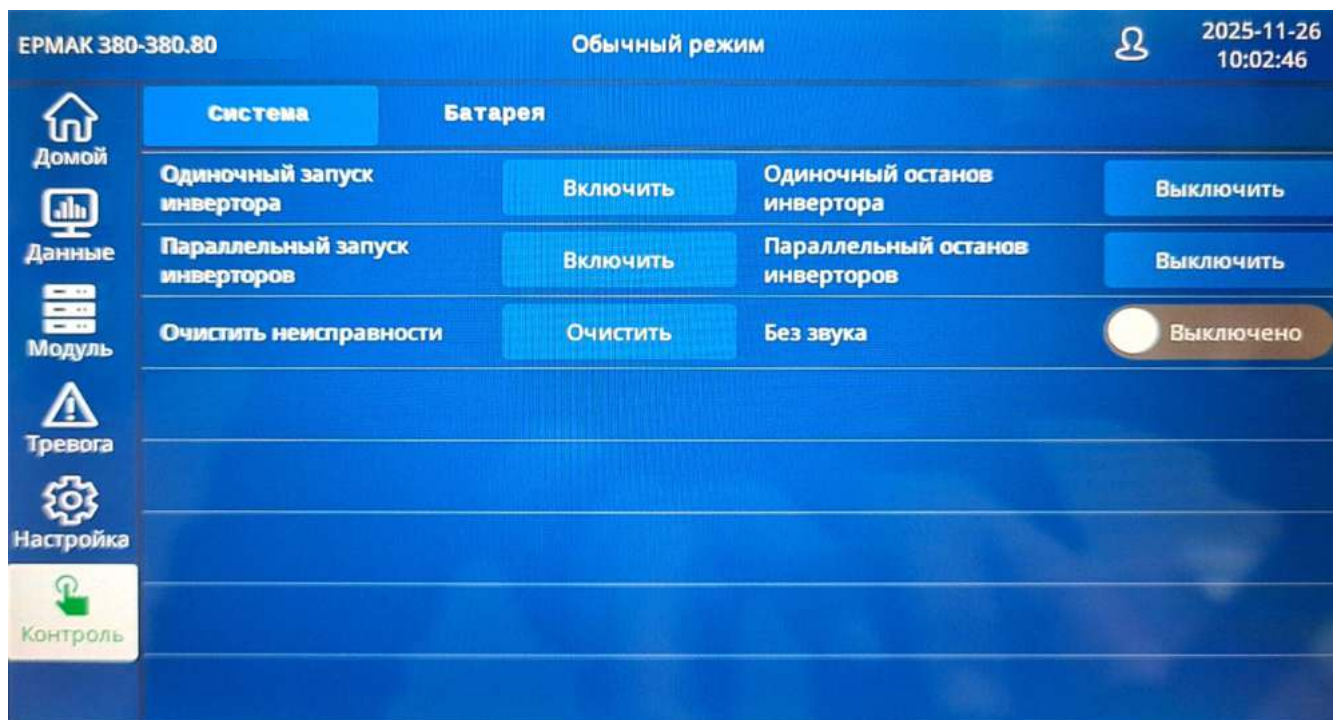 ЕРМАК 380-380.80
Обычный режим
2025-11-26
10:02:46
Домой
Данные
Модуль
Тревога
Настройка
Контроль
Система
Батарея
Одиночный запуск
инвертора
Включить
Одиночный останов
инвертора
Выключить
Параллельный запуск
инверторов
Включить
Параллельный останов
инверторов
Выключить
Очистить неисправности
Очистить
Без звука
Выключено